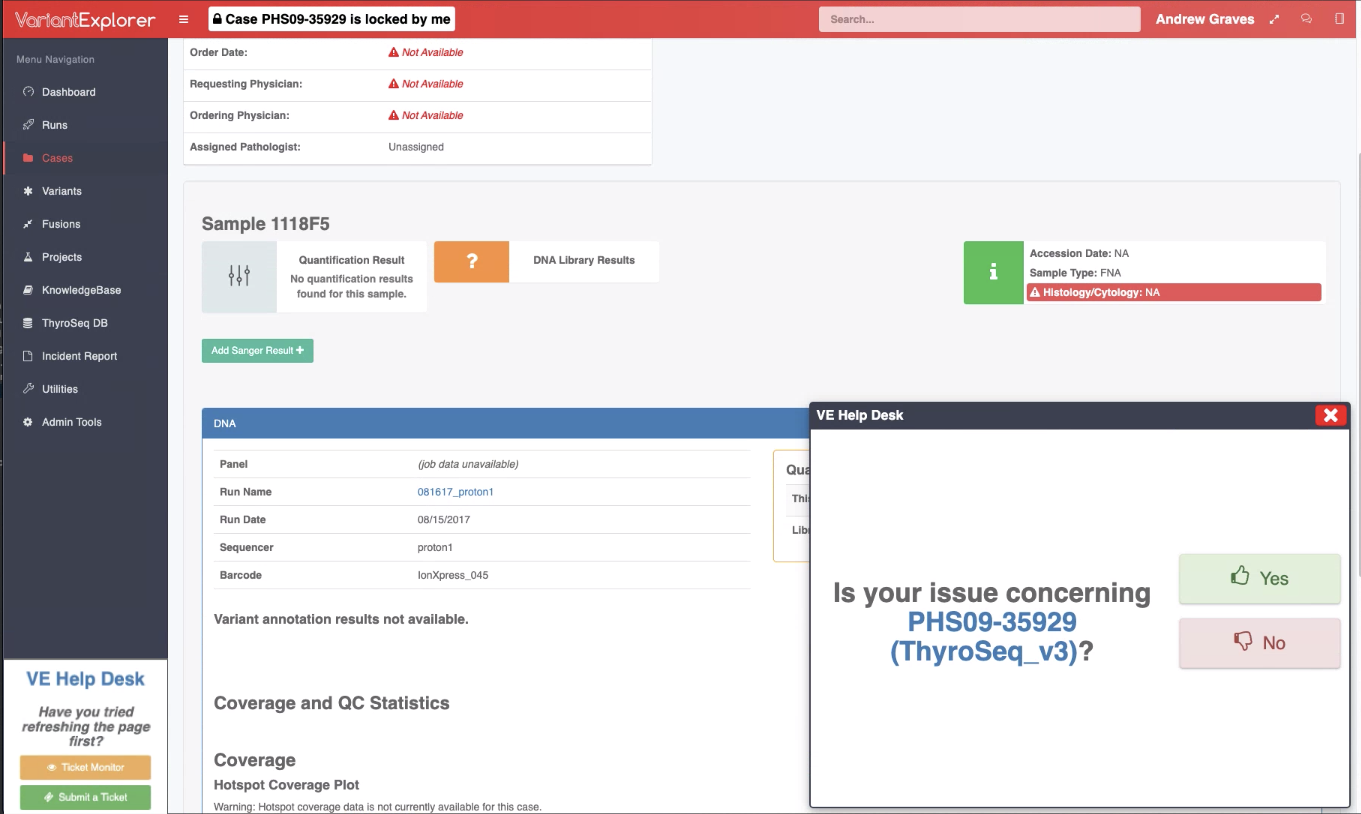 VariantExplorer
Case PHS09-35929 is locked by me
Search...
Andrew Graves
Menu Navigation
Dashboard
Runs
Cases
Variants
Fusions
Projects
KnowledgeBase
ThyroSeq DB
Incident Report
Utilities
Admin Tools
VE Help Desk
Have you tried
refreshing the page
first?
Ticket Monitor
Submit a Ticket
Order Date: Not Available
Requesting Physician: Not Available
Ordering Physician: Not Available
Assigned Pathologist: Unassigned
Sample 1118F5
Quantification Result
No quantification results
found for this sample.
?
DNA Library Results
Accession Date: NA
Sample Type: FNA
Histology/Cytology: NA
Add Sanger Result +
DNA
Panel (job data unavailable)
Run Name 081617_proton1
Run Date 08/15/2017
Sequencer proton1
Barcode IonXpress_045
Variant annotation results not available.
Coverage and QC Statistics
Coverage
Hotspot Coverage Plot
Warning: Hotspot coverage data is not currently available for this case.
VE Help Desk
Is your issue concerning
PHS09-35929
(ThyroSeq_v3)?
Yes
No